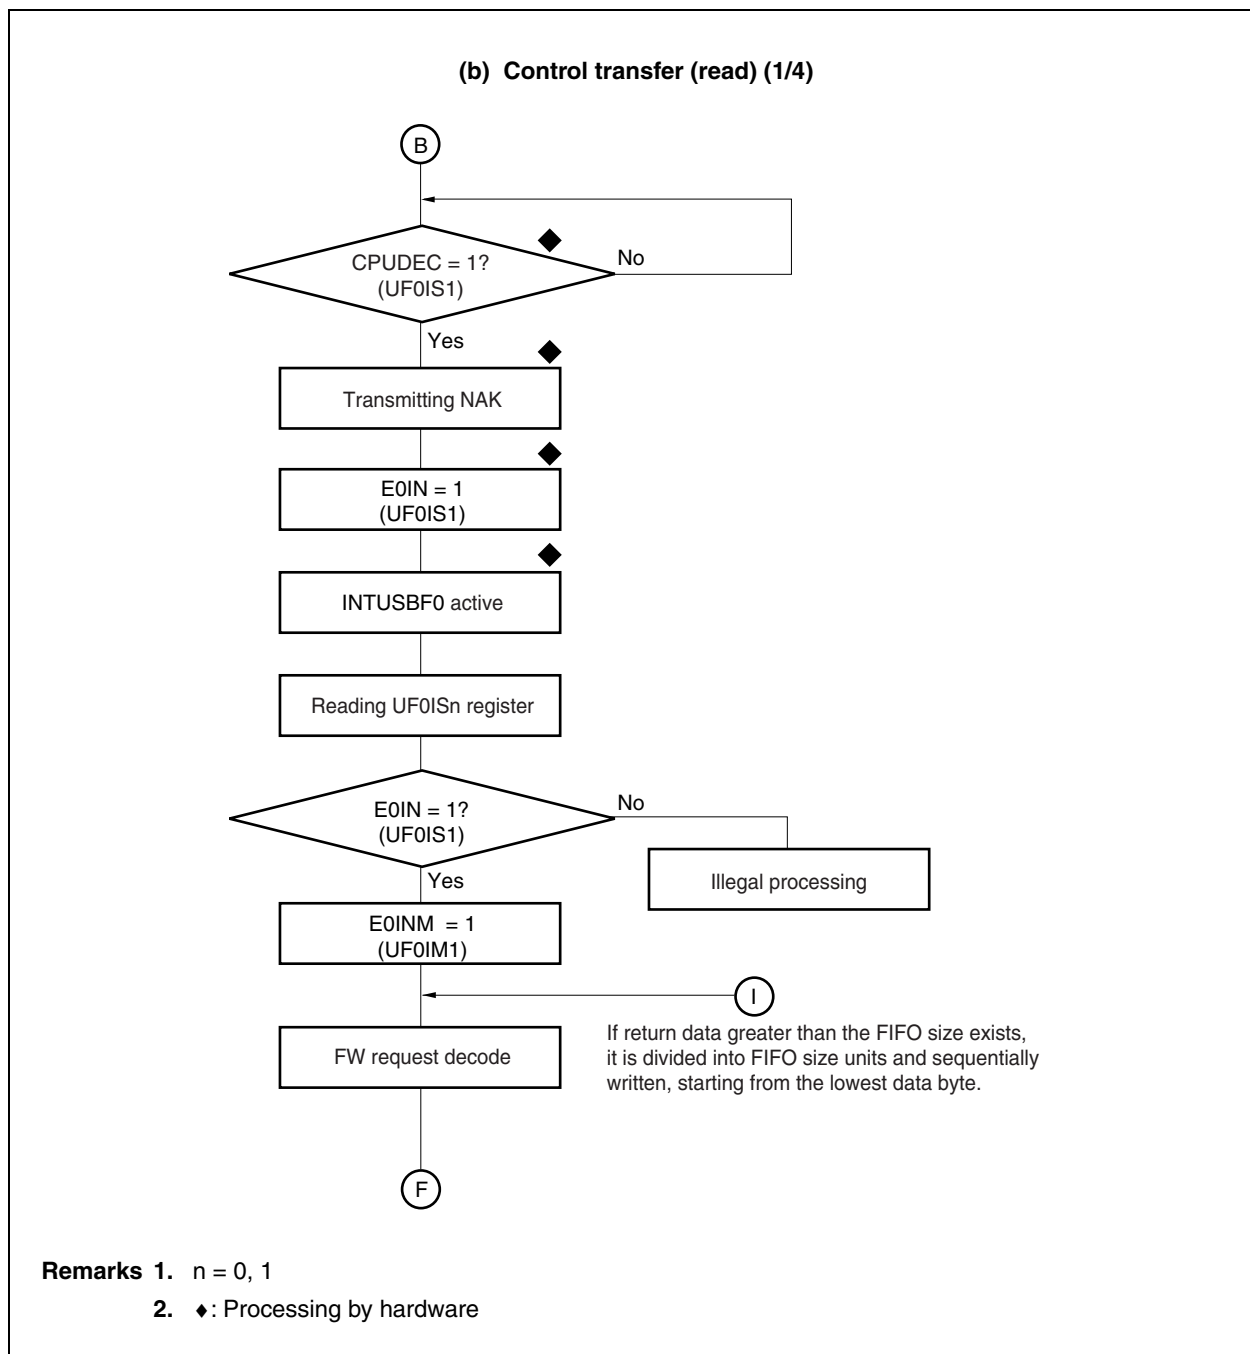 (b) Control transfer (read) (1/4)
B
CPUDEC = 1?
(UF0IS1)
No
Yes
Transmitting NAK
E0IN = 1
(UF0IS1)
INTUSBF0 active
Reading UF0ISn register
E0IN = 1?
(UF0IS1)
No
Yes
Illegal processing
E0INM = 1
(UF0IM1)
I
If return data greater than the FIFO size exists,
it is divided into FIFO size units and sequentially
written, starting from the lowest data byte.
FW request decode
F
Remarks 1. n = 0, 1
2. ♦: Processing by hardware